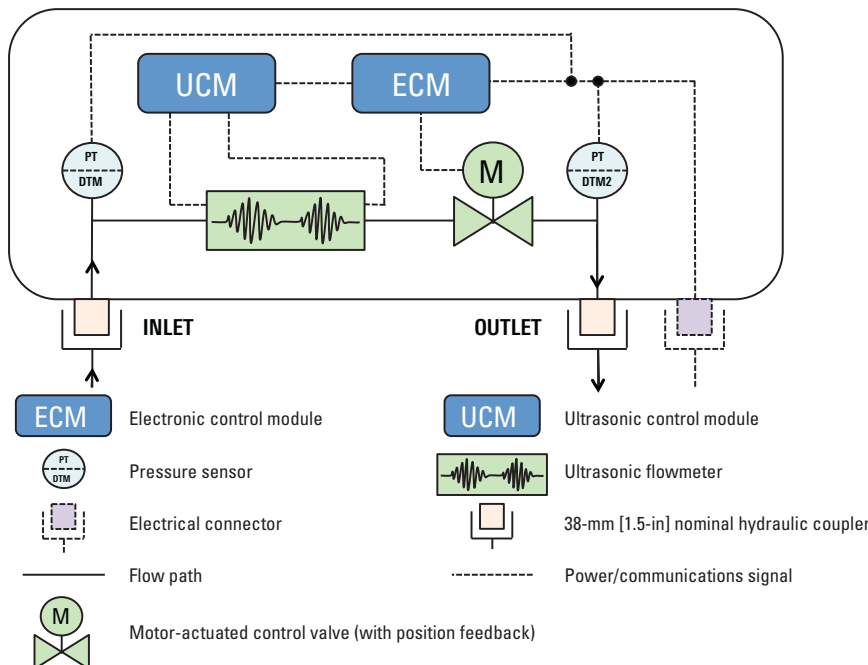 UCM
ECM
PT
DTM
M
PT
DTM2
INLET
OUTLET
ECM
Electronic control module
UCM
Ultrasonic control module
PT
DTM
Pressure sensor
Ultrasonic flowmeter
Electrical connector
38-mm [1.5-in] nominal hydraulic coupler
Flow path
Power/communications signal
M
Motor-actuated control valve (with position feedback)